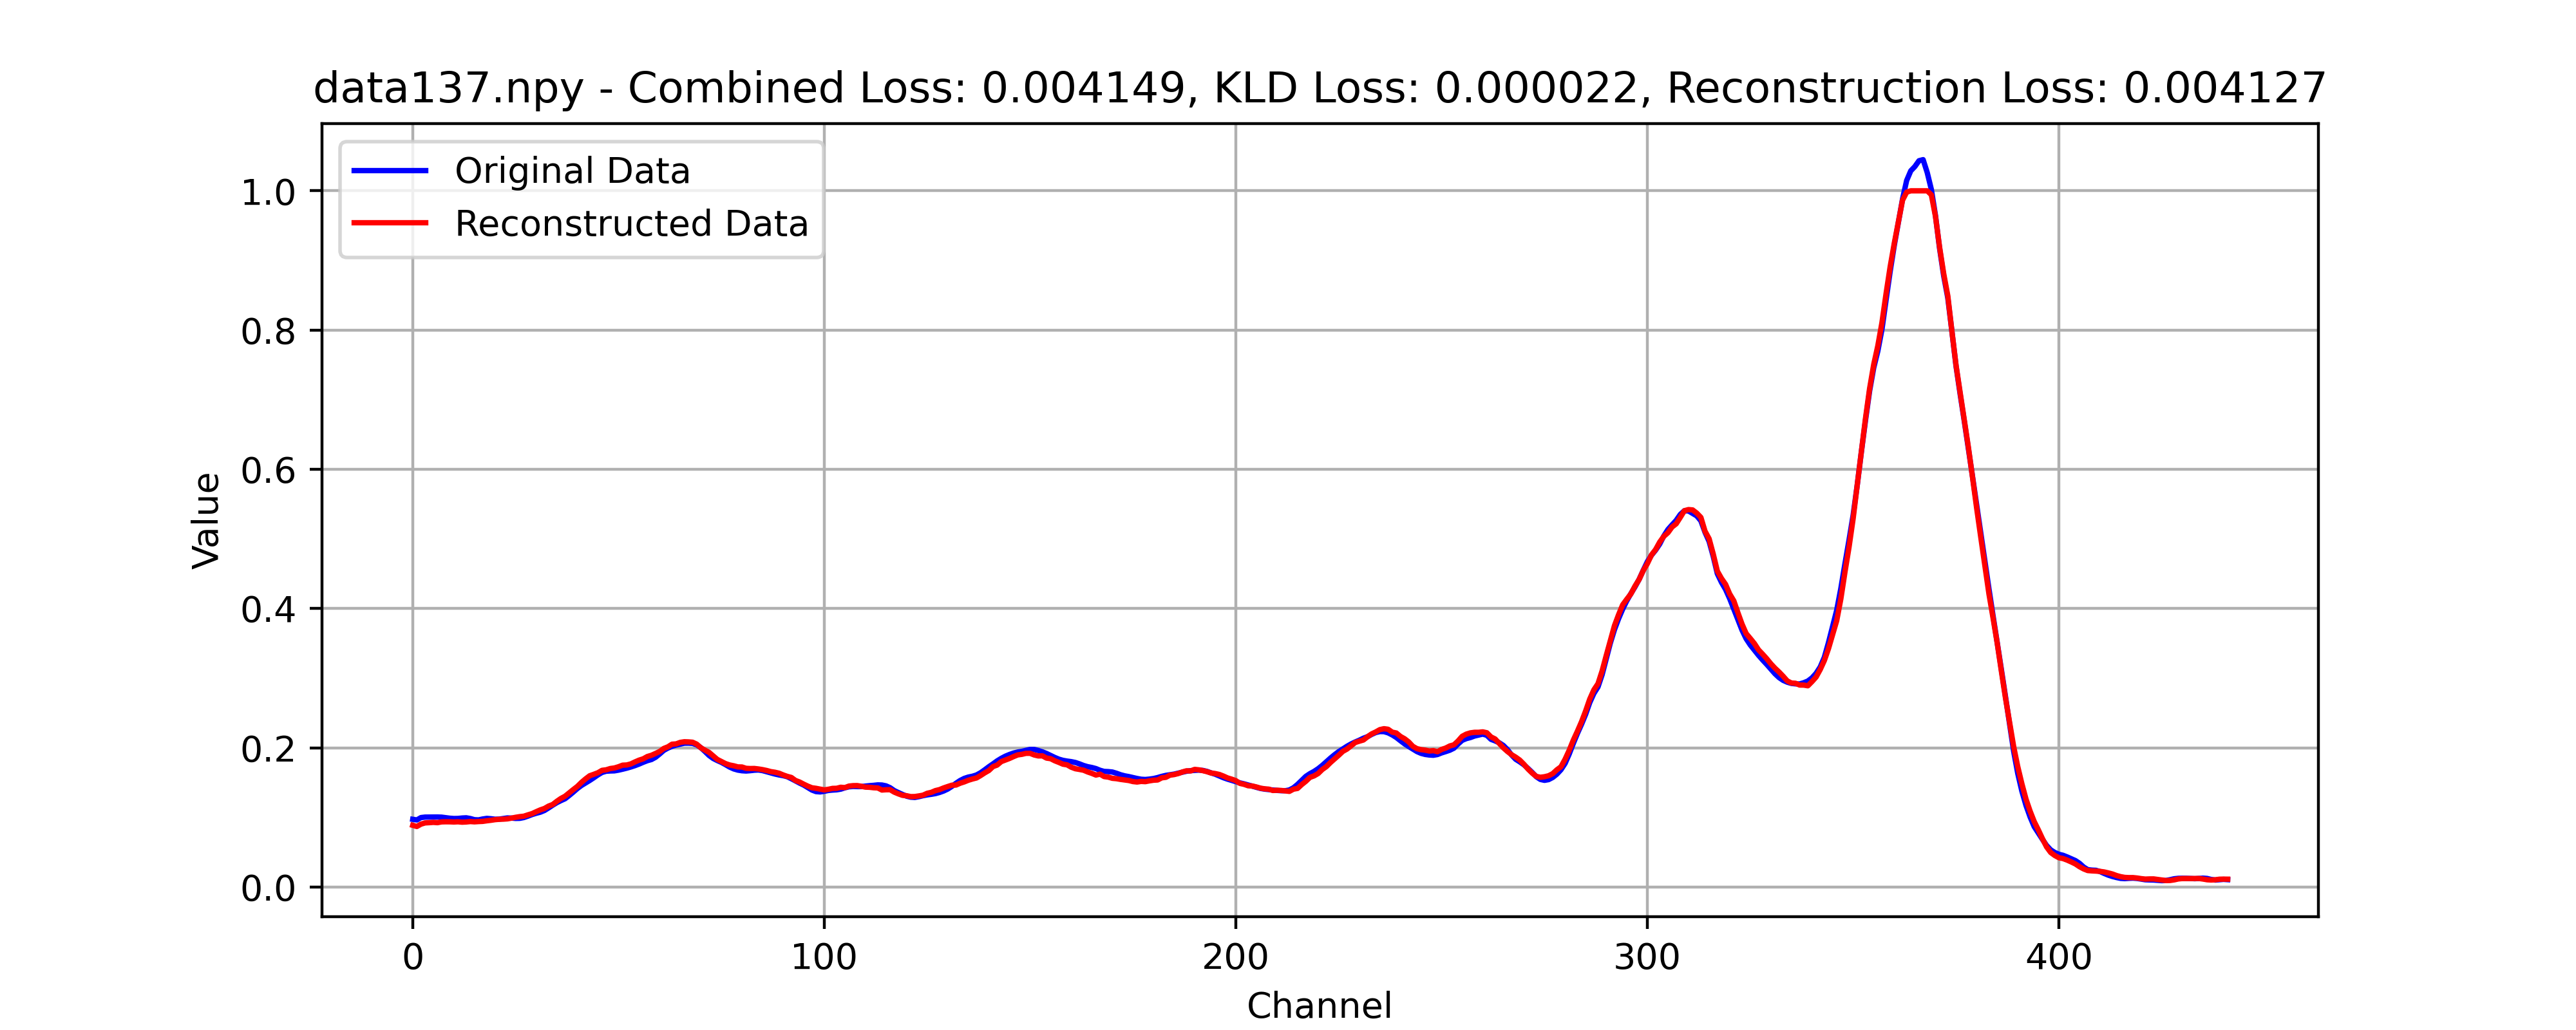 data137.npy - Combined Loss: 0.004149, KLD Loss: 0.000022, Reconstruction Loss: 0.004127
Original Data
Reconstructed Data
1.0
0.8
0.6
0.4
0.2
0.0
Value
0 100 200 300 400
Channel